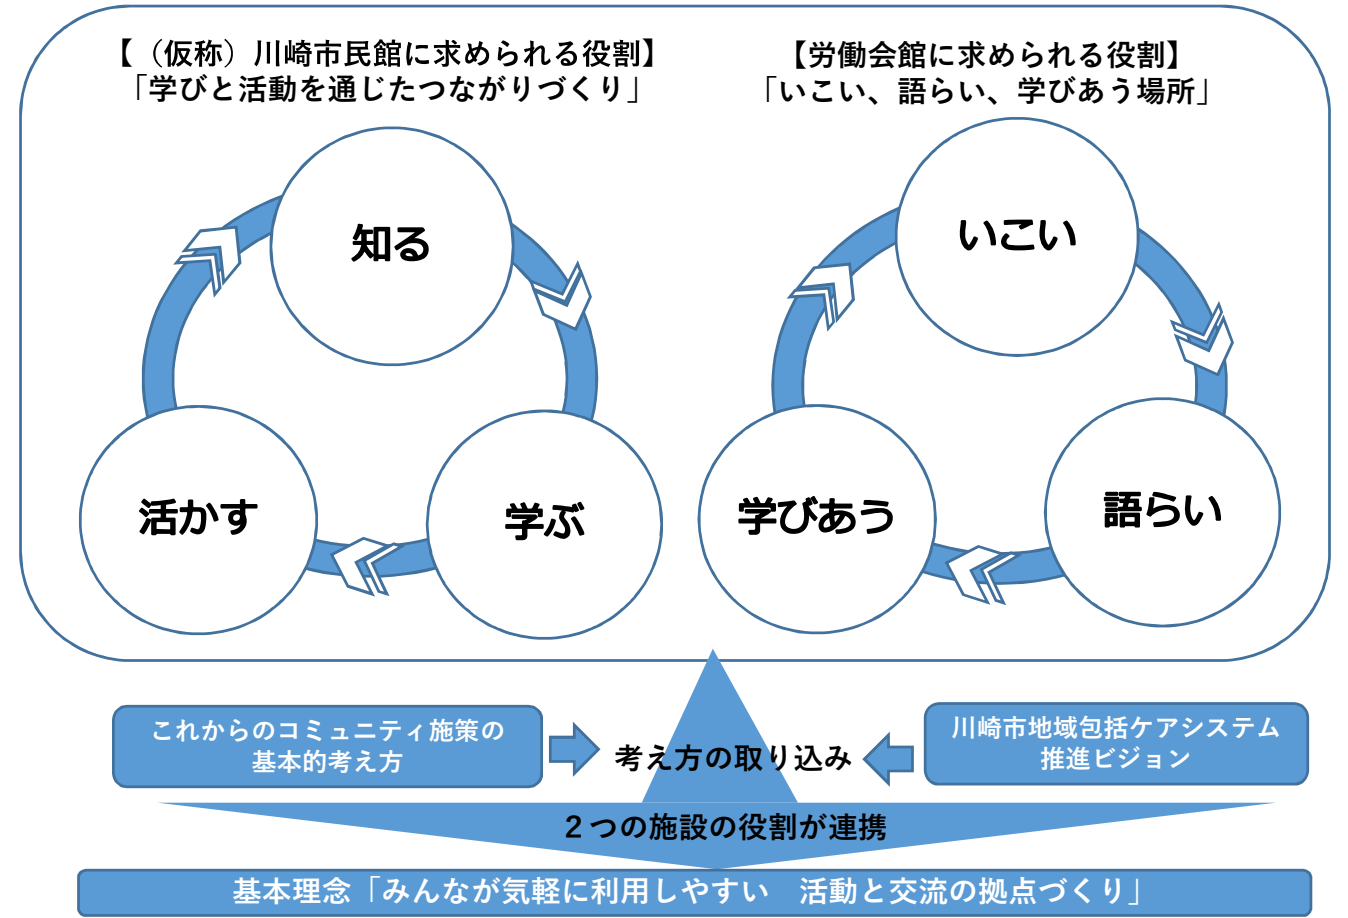 【（仮称）川崎市民館に求められる役割】
「学びと活動を通じたつながりづくり」
知る
学ぶ
活かす
【労働会館に求められる役割】
「いこい、語らい、学びあう場所」
いこい
語らい
学びあう
これからのコミュニティ施策の
基本的考え方
考え方の取り込み
川崎市地域包括ケアシステム
推進ビジョン
２つの施設の役割が連携
基本理念「みんなが気軽に利用しやすい　活動と交流の拠点づくり」